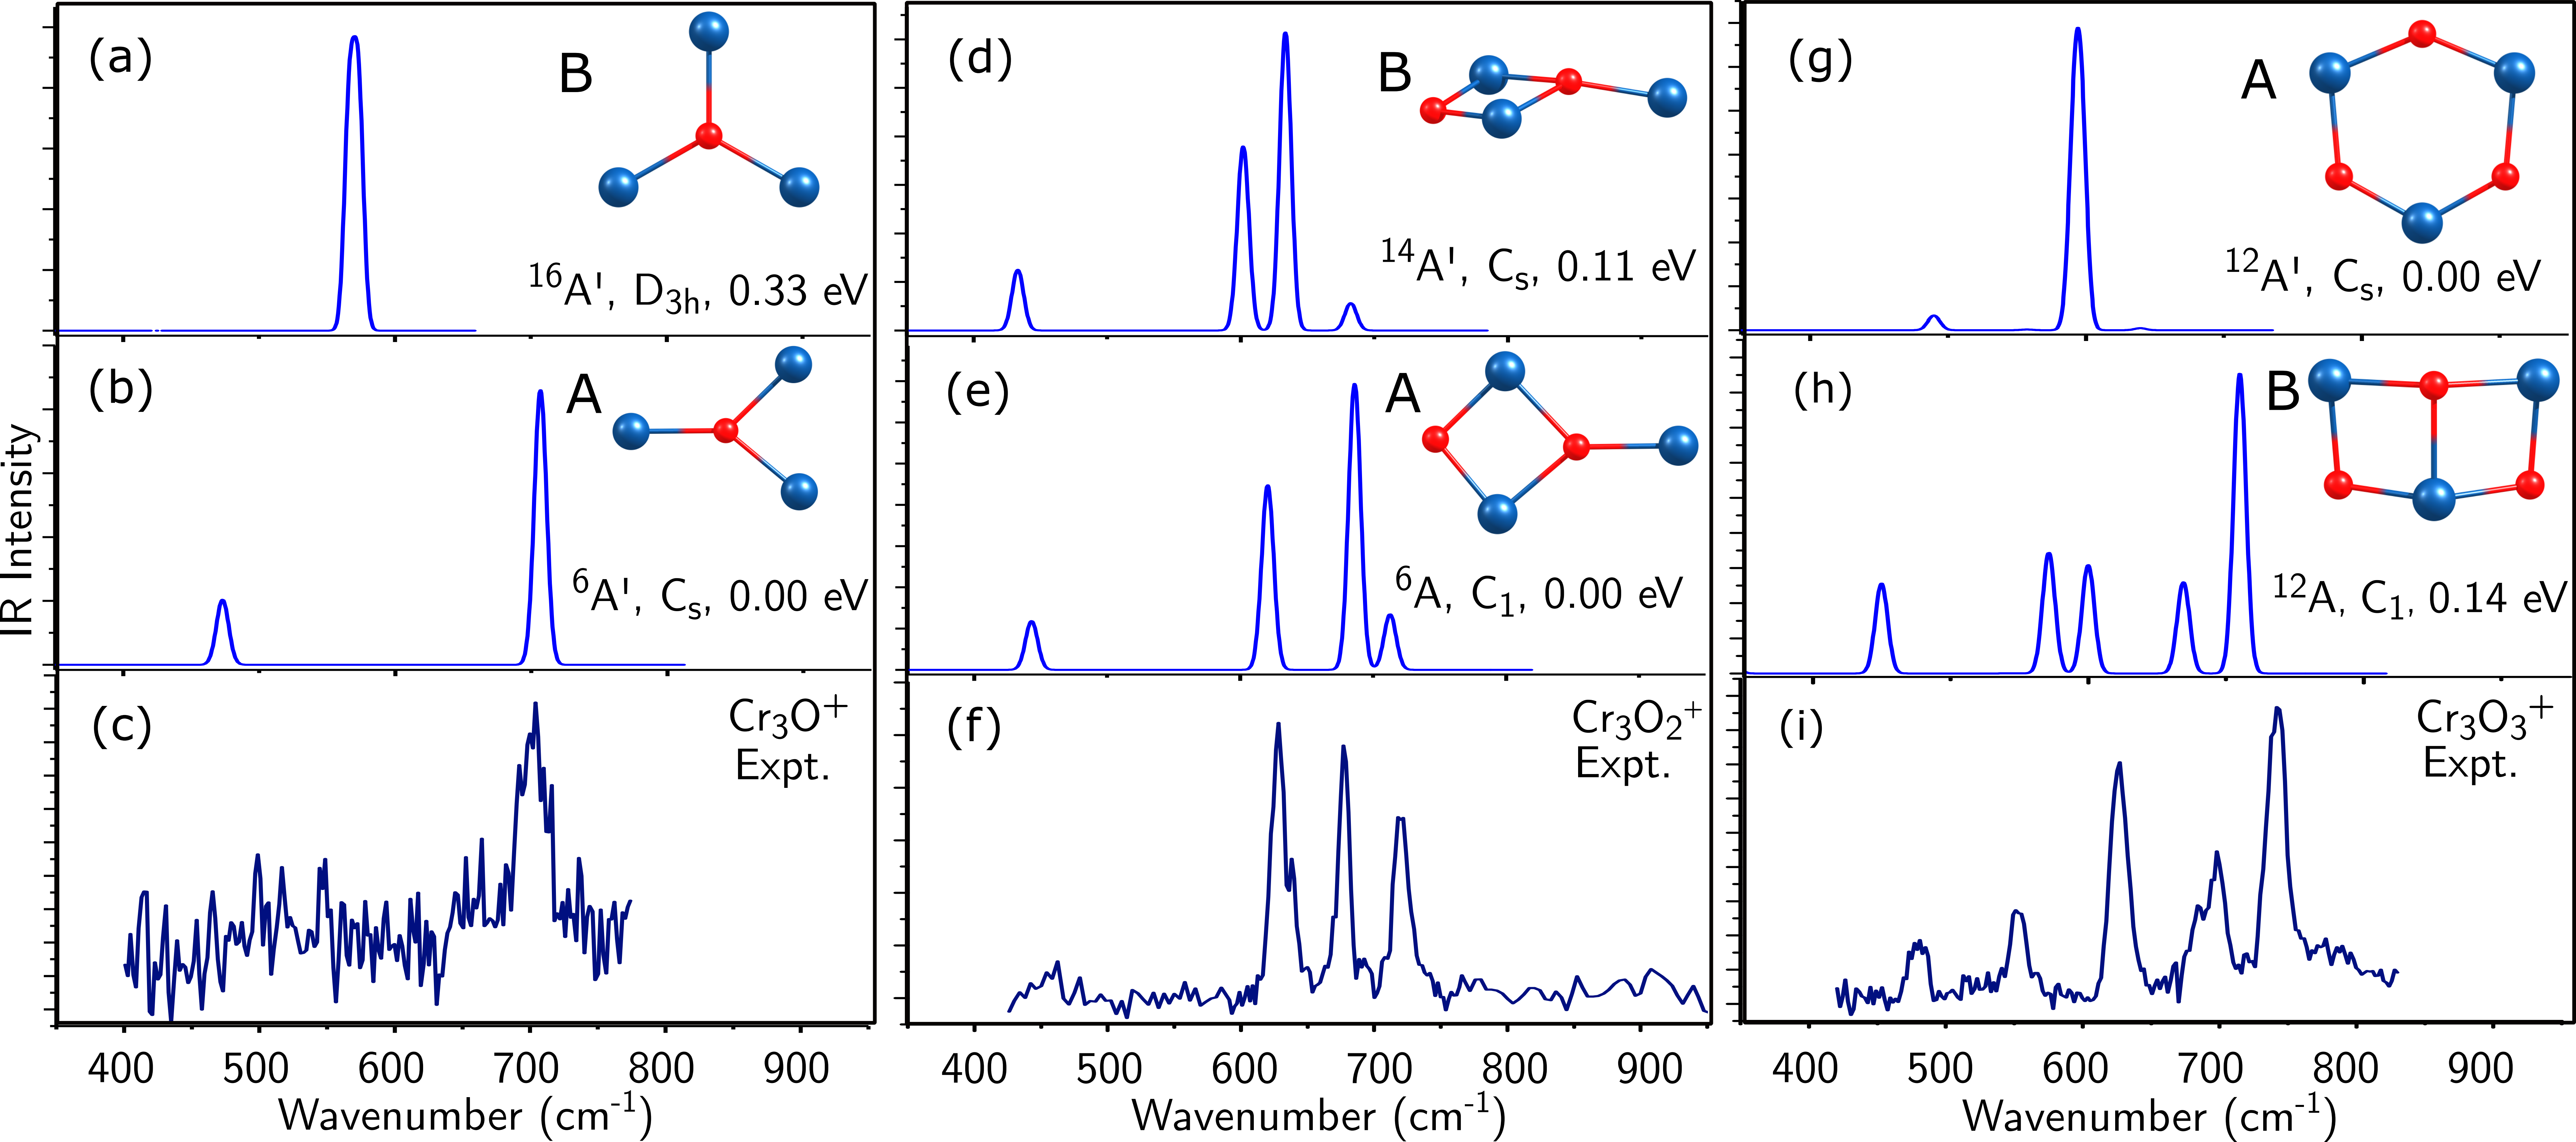 IR Intensity
(a)
B
¹⁶A', D₃ₕ, 0.33 eV
(b)
A
⁶A', Cₛ, 0.00 eV
(c)
Cr₃O⁺
Expt.
400 500 600 700 800 900
Wavenumber (cm⁻¹)
(d)
B
¹⁴A', Cₛ, 0.11 eV
(e)
A
⁶A, C₁, 0.00 eV
(f)
Cr₃O₂⁺
Expt.
400 500 600 700 800 900
Wavenumber (cm⁻¹)
(g)
A
¹²A', Cₛ, 0.00 eV
(h)
B
¹²A, C₁, 0.14 eV
(i)
Cr₃O₃⁺
Expt.
400 500 600 700 800 900
Wavenumber (cm⁻¹)